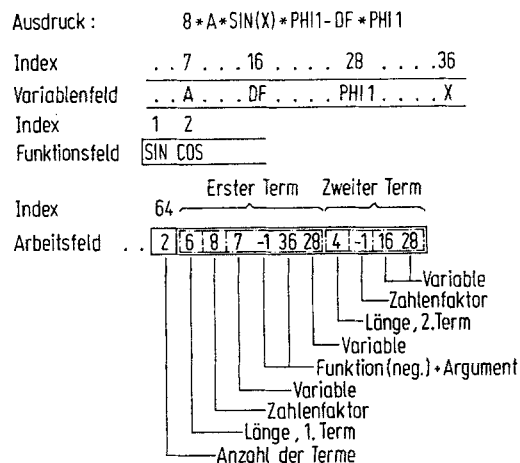 Ausdruck : 8*A*SIN(X)*PHI1-DF*PHI1
Index . . 7 . . . 16 . . . . 28 . . . .36
Variablenfeld . . A . . . DF . . . . PHI1 . . . . X
Index 1 2
Funktionsfeld SIN COS
Erster Term Zweiter Term
Index 64
Arbeitsfeld . . 2 6 8 7 -1 36 28 4 -1 16 28
Variable
Zahlenfaktor
Länge, 2.Term
Variable
Funktion(neg.)+Argument
Variable
Zahlenfaktor
Länge, 1. Term
Anzahl der Terme